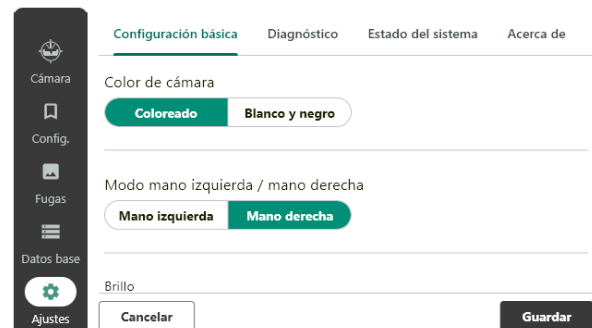 Configuración básica Diagnóstico Estado del sistema Acerca de
Cámara
Config.
Fugas
Datos base
Ajustes
Color de cámara
Coloreado Blanco y negro
Modo mano izquierda / mano derecha
Mano izquierda Mano derecha
Brillo
Cancelar Guardar